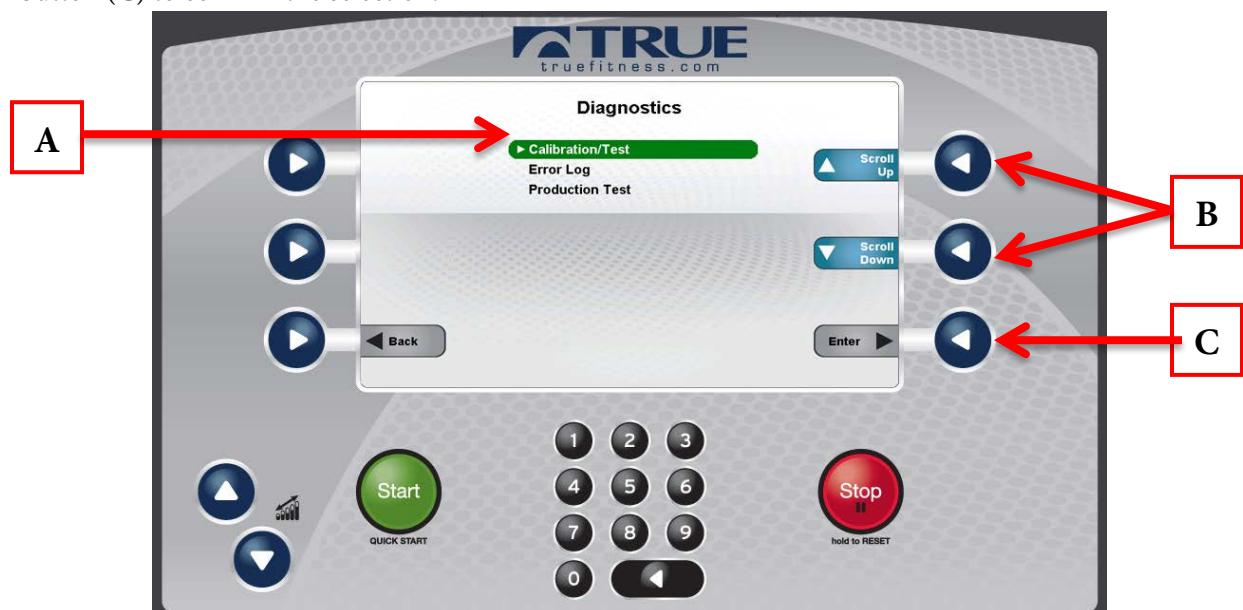 TRUE
truefitness.com
Diagnostics
A
Calibration/Test
Error Log
Production Test
Scroll
Up
B
Scroll
Down
Back
Enter
C
1 2 3
Start
4 5 6
Stop
QUICK START
7 8 9
hold to RESET
0